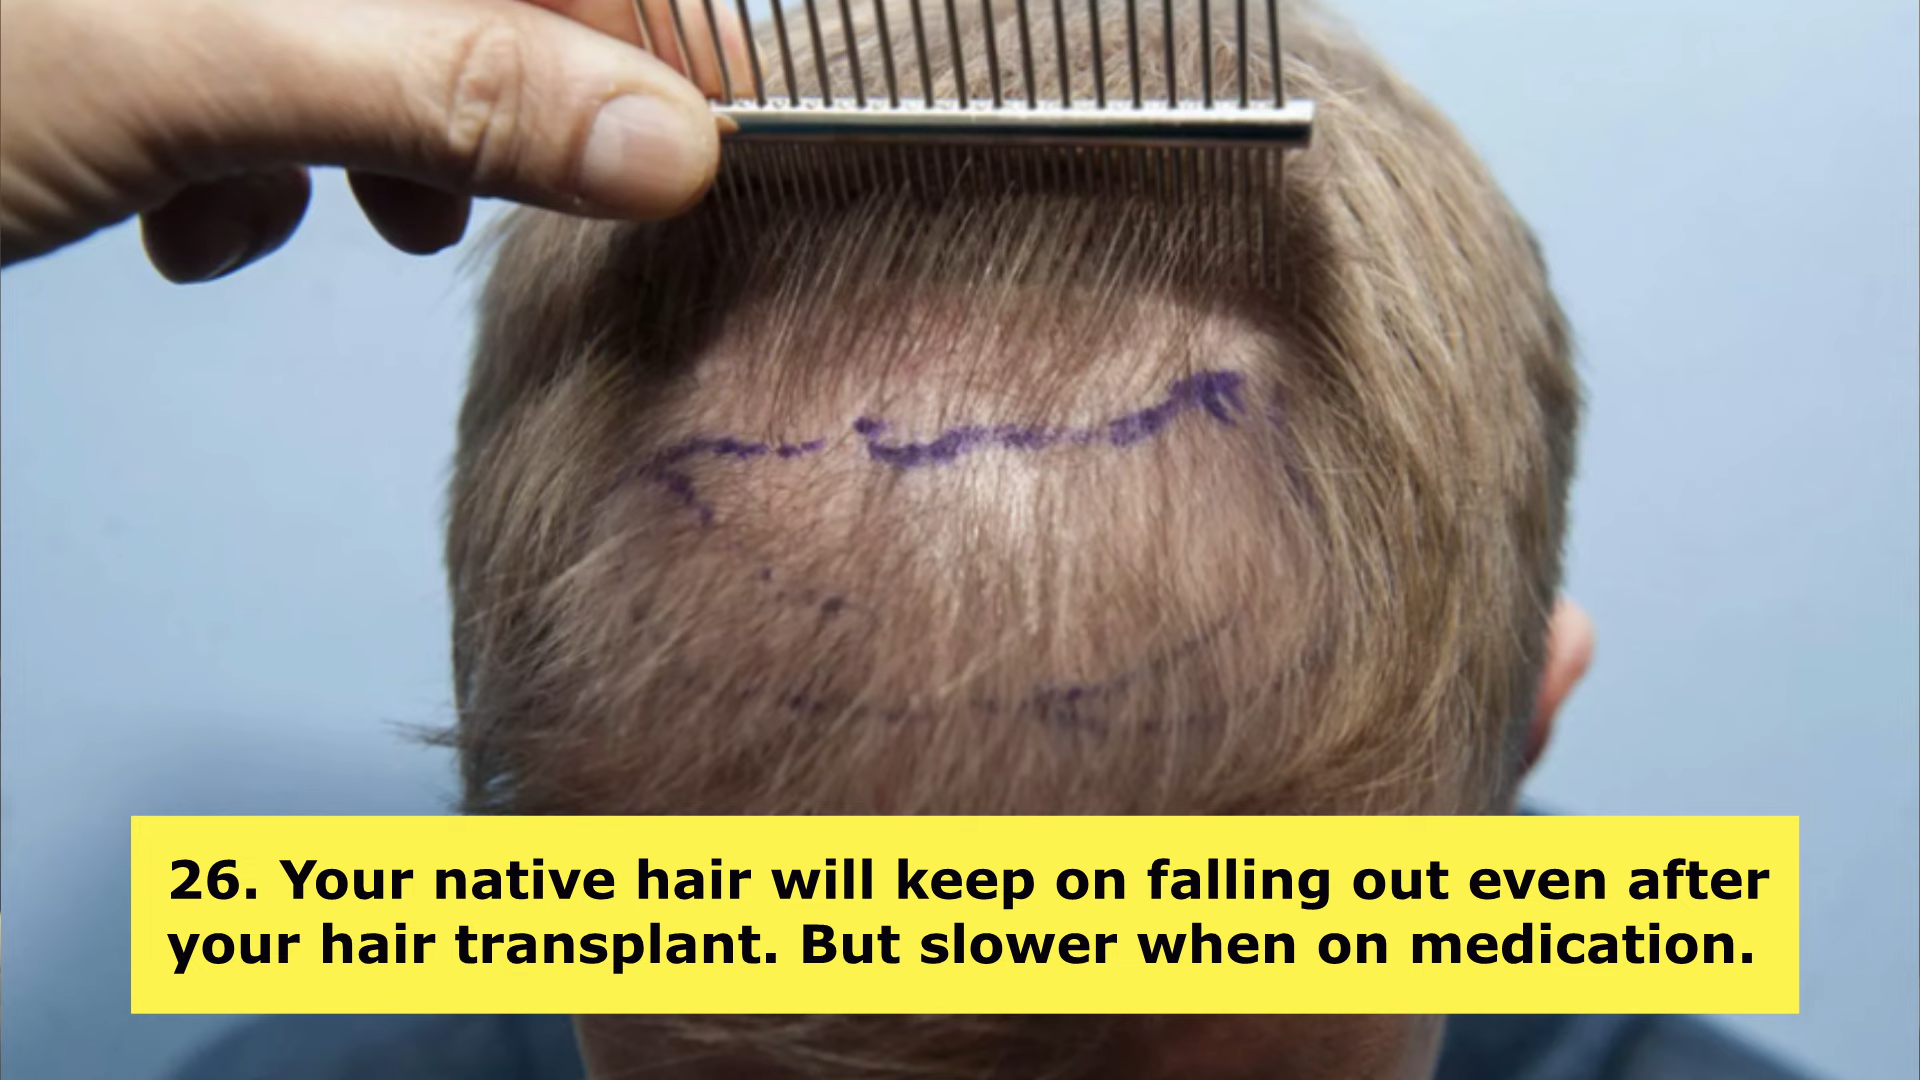 26. Your native hair will keep on falling out even after
your hair transplant. But slower when on medication.